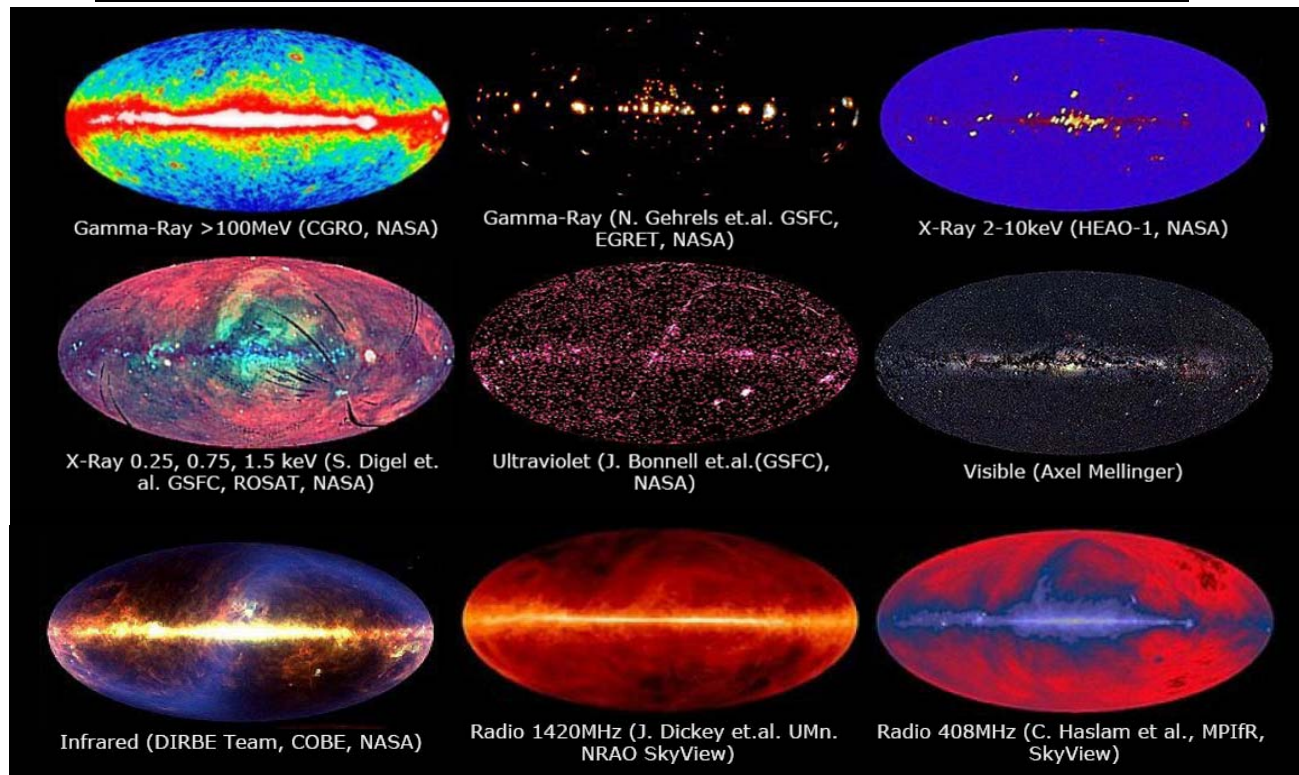 Gamma-Ray >100MeV (CGRO, NASA)
Gamma-Ray (N. Gehrels et.al. GSFC,
EGRET, NASA)
X-Ray 2-10keV (HEAO-1, NASA)
X-Ray 0.25, 0.75, 1.5 keV (S. Digel et.
al. GSFC, ROSAT, NASA)
Ultraviolet (J. Bonnell et.al.(GSFC),
NASA)
Visible (Axel Mellinger)
Infrared (DIRBE Team, COBE, NASA)
Radio 1420MHz (J. Dickey et.al. UMn.
NRAO SkyView)
Radio 408MHz (C. Haslam et al., MPIfR,
SkyView)